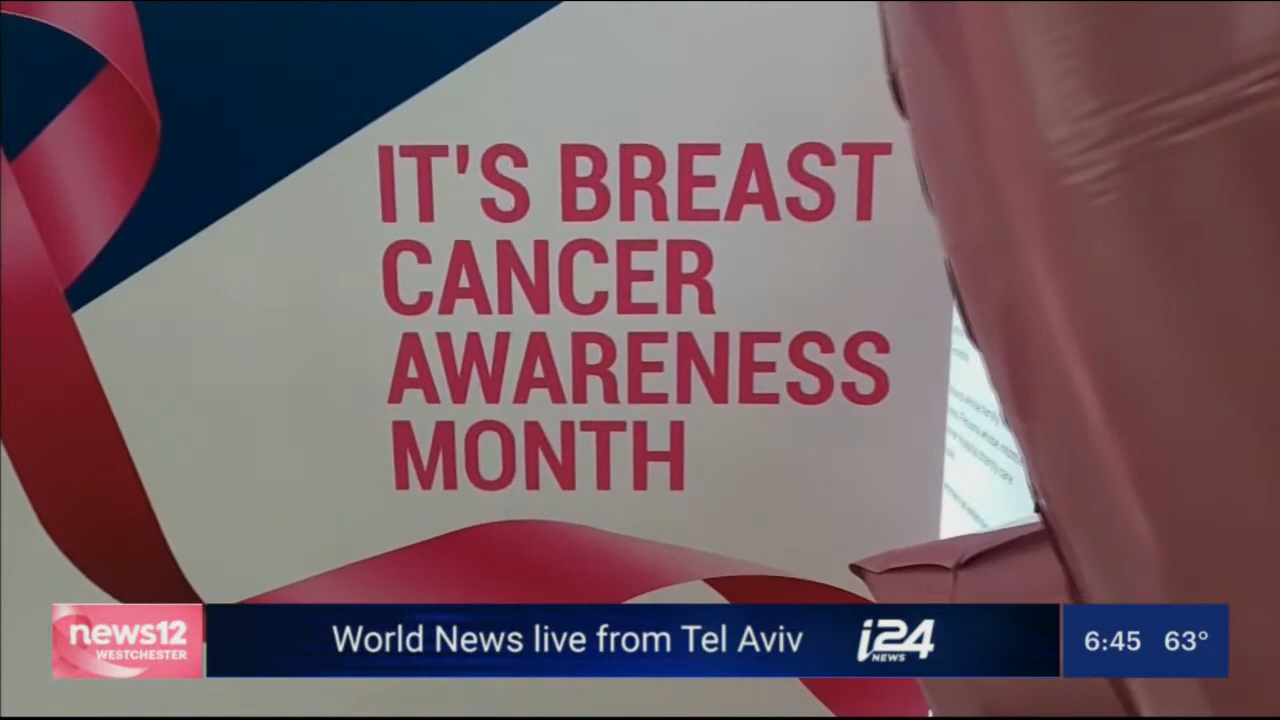 IT'S BREAST
CANCER
AWARENESS
MONTH
news12
WESTCHESTER
World News live from Tel Aviv
i24
NEWS
6:45 63°